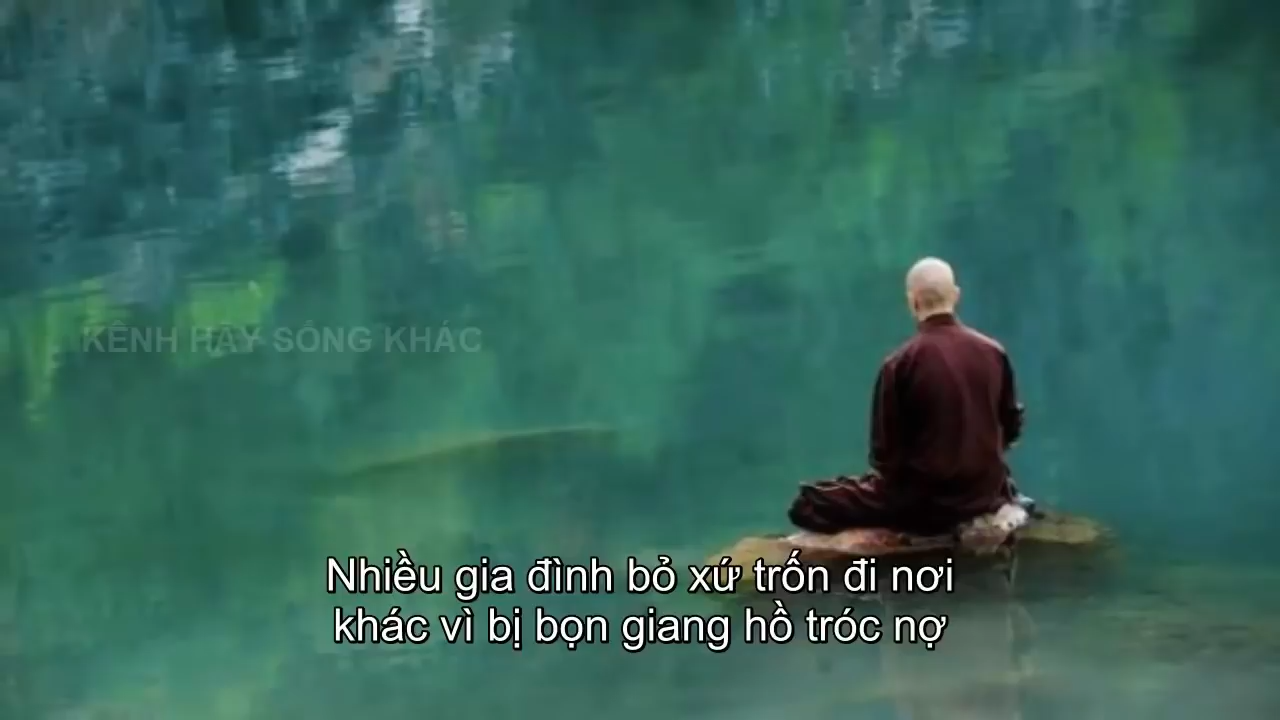 KÊNH HÃY SỐNG KHÁC
Nhiều gia đình bỏ xứ trốn đi nơi
khác vì bị bọn giang hồ tróc nợ